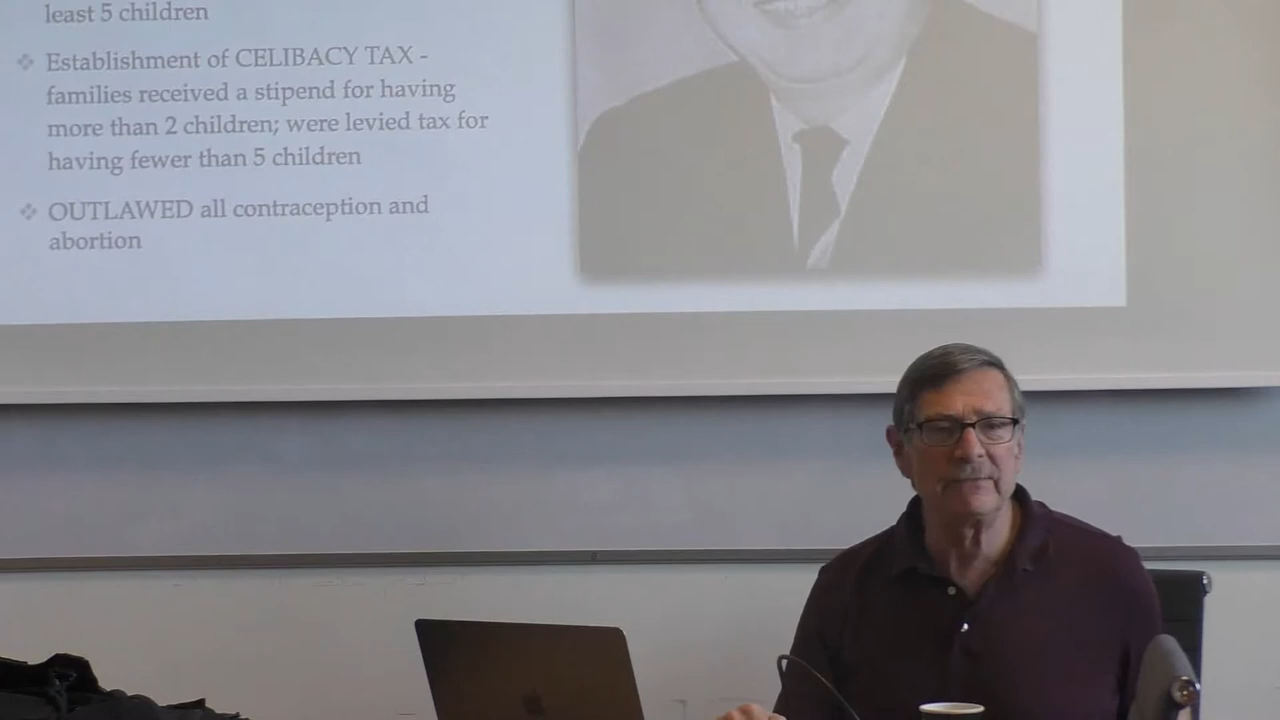 least 5 children
Establishment of CELIBACY TAX -
families received a stipend for having
more than 2 children; were levied tax for
having fewer than 5 children
OUTLAWED all contraception and
abortion